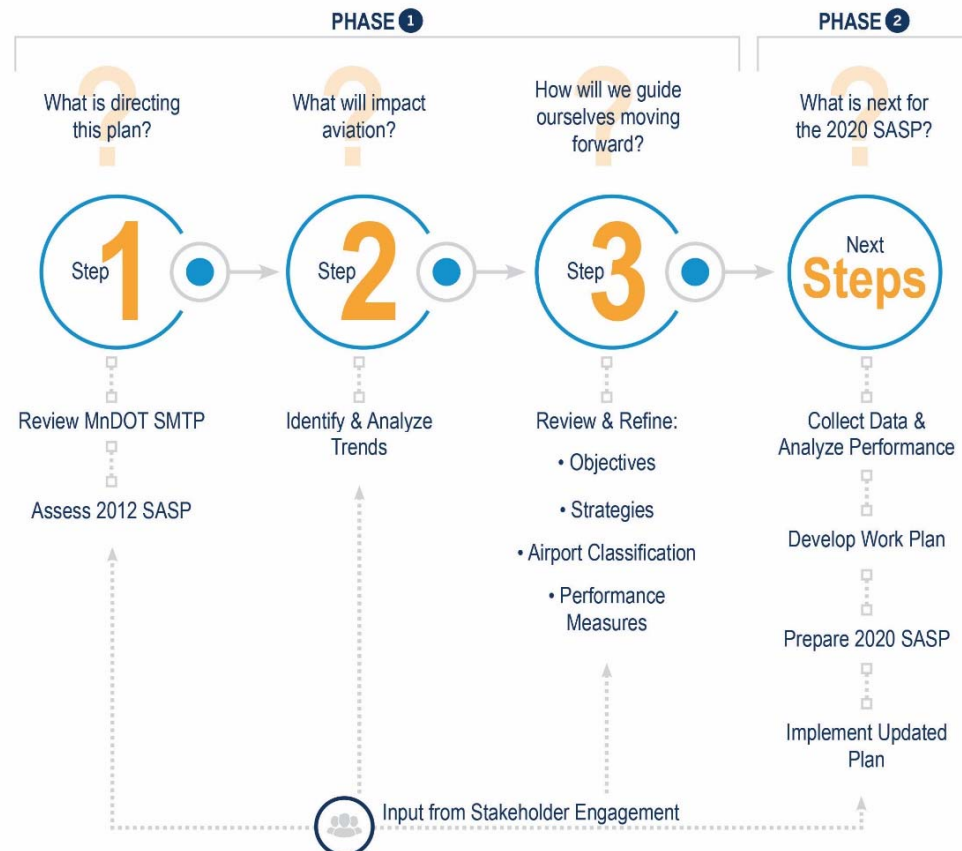 PHASE 1
PHASE 2
What is directing
this plan?
What will impact
aviation?
How will we guide
ourselves moving
forward?
What is next for
the 2020 SASP?
Step 1
Step 2
Step 3
Next
Steps
Review MnDOT SMTP
Assess 2012 SASP
Identify & Analyze
Trends
Review & Refine:
• Objectives
• Strategies
• Airport Classification
• Performance
Measures
Collect Data &
Analyze Performance
Develop Work Plan
Prepare 2020 SASP
Implement Updated
Plan
Input from Stakeholder Engagement